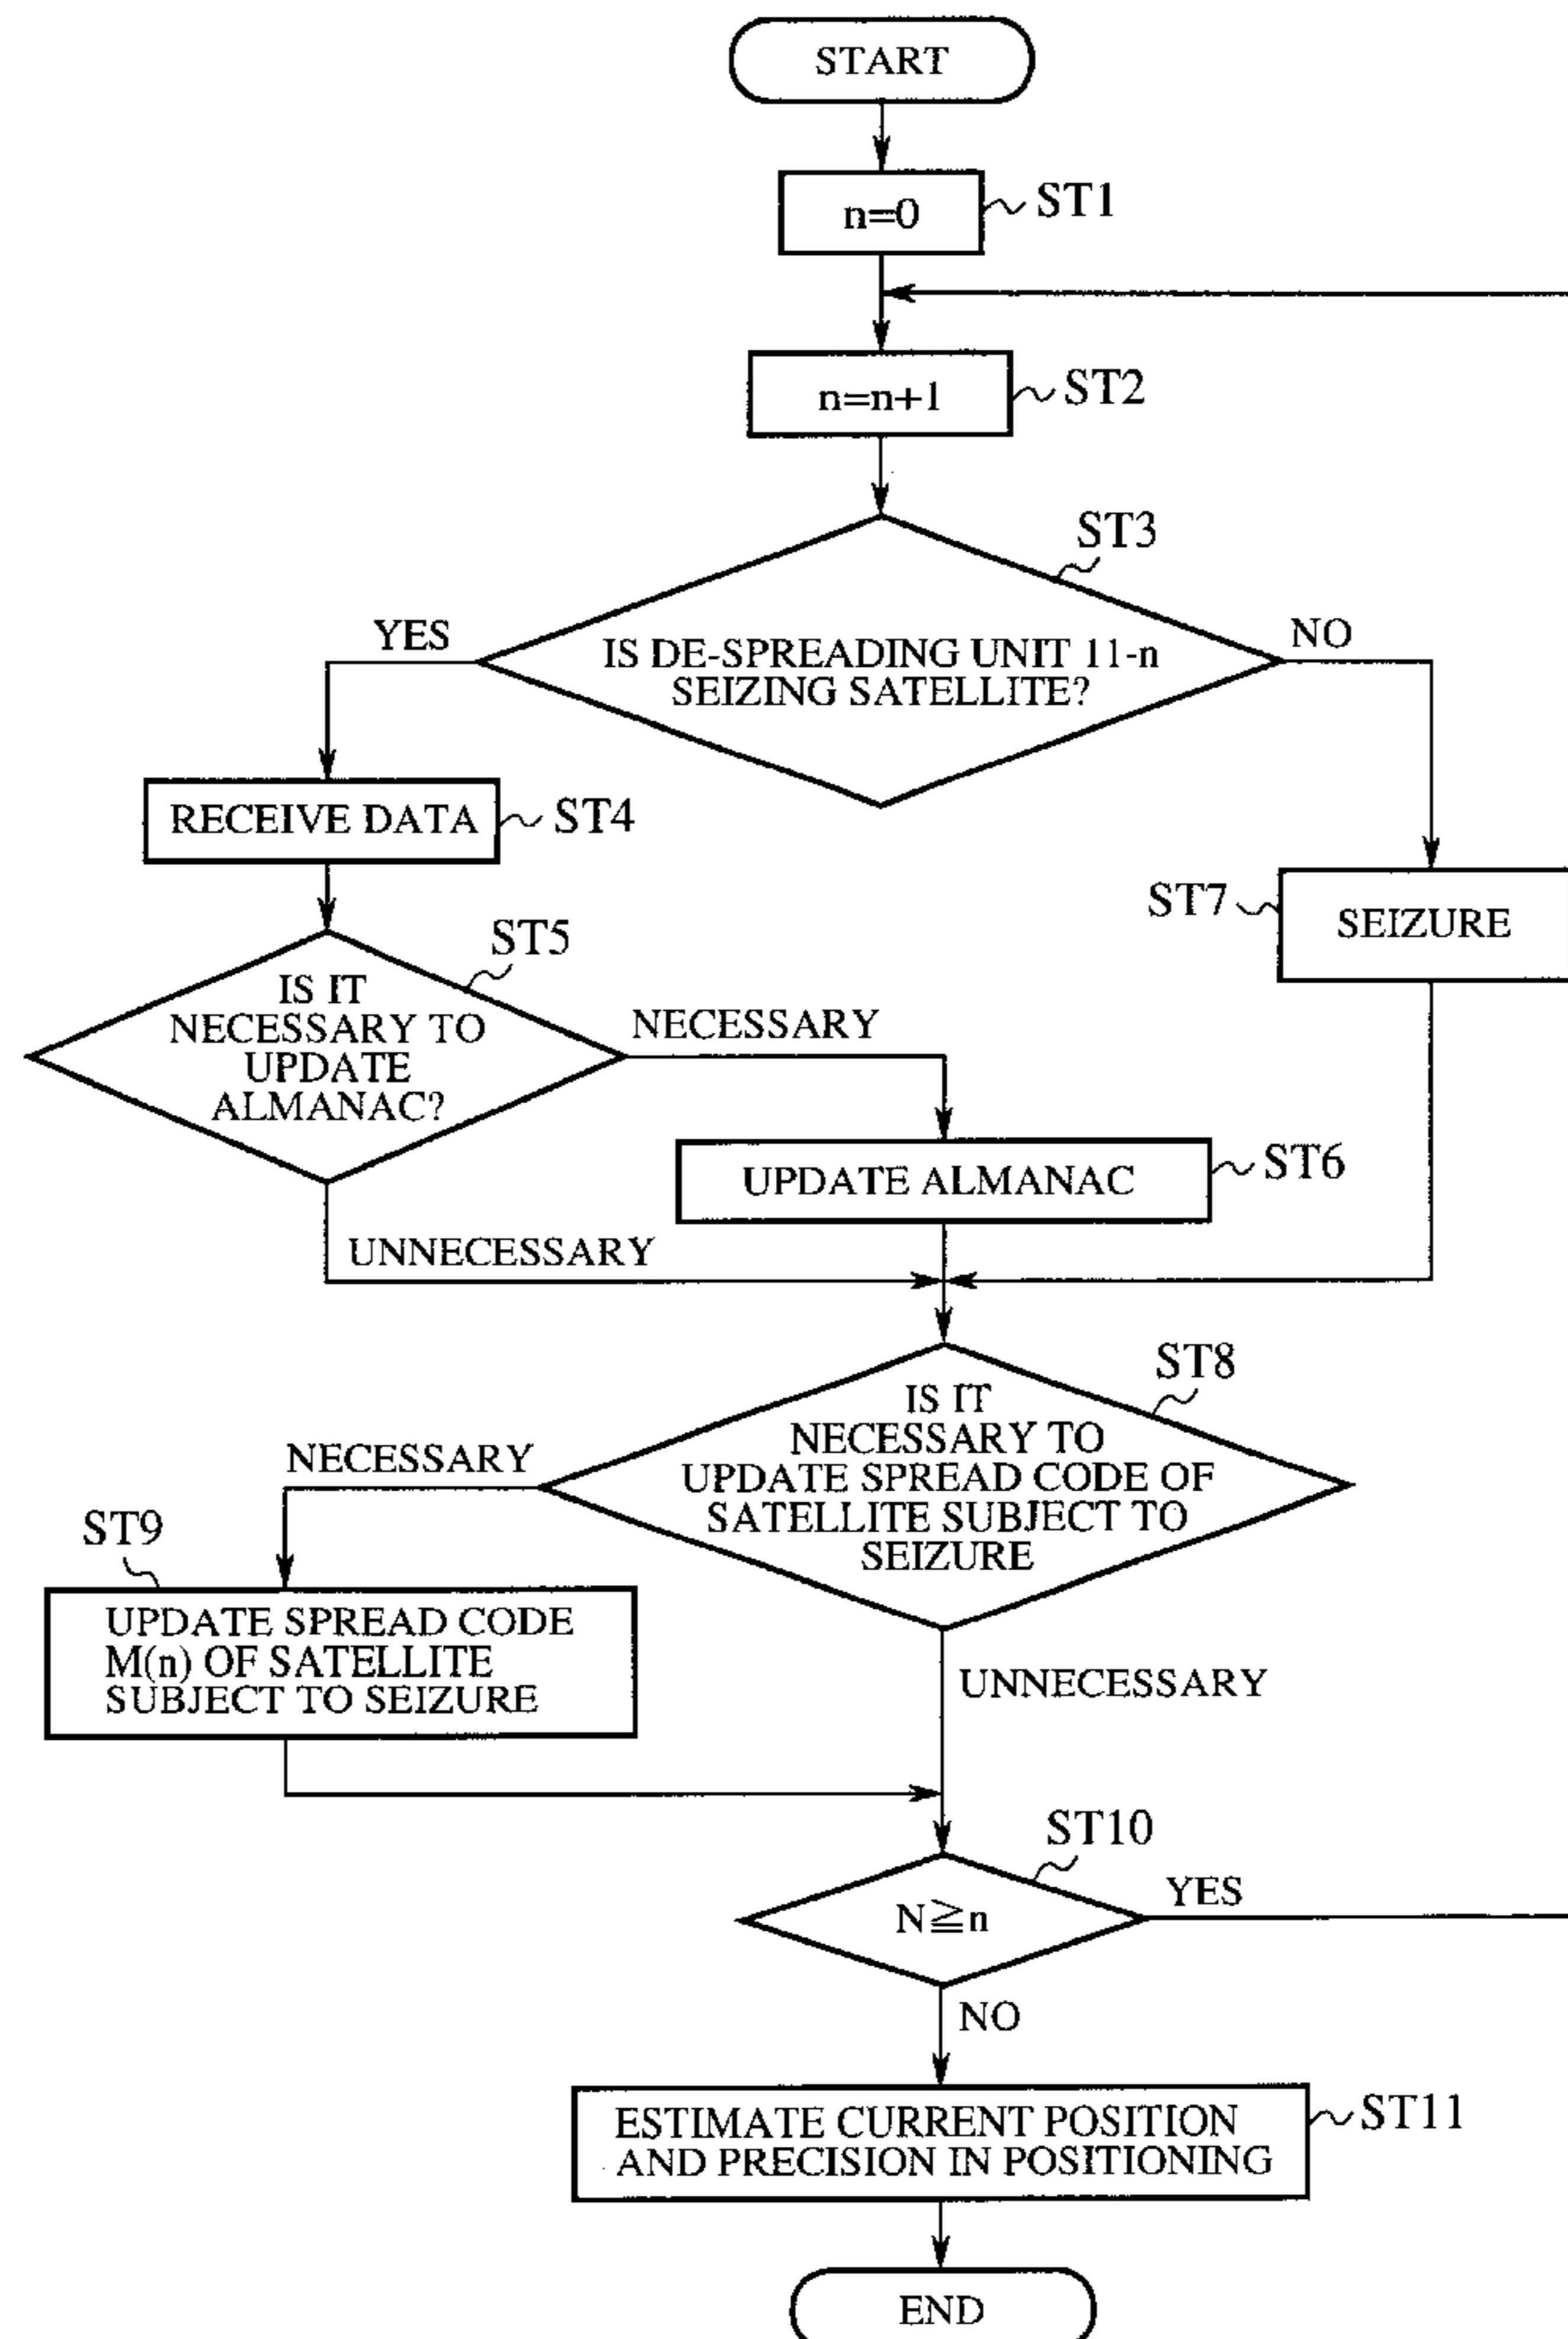 START
n=0
ST1
n=n+1
ST2
ST3
YES
NO
IS DE-SPREADING UNIT 11-n
SEIZING SATELLITE?
RECEIVE DATA
ST4
ST7
SEIZURE
ST5
IS IT
NECESSARY TO
UPDATE
ALMANAC?
NECESSARY
UPDATE ALMANAC
ST6
UNNECESSARY
ST8
IS IT
NECESSARY TO
UPDATE SPREAD CODE OF
SATELLITE SUBJECT TO
SEIZURE
NECESSARY
ST9
UPDATE SPREAD CODE
M(n) OF SATELLITE
SUBJECT TO SEIZURE
UNNECESSARY
ST10
N≧n
YES
NO
ESTIMATE CURRENT POSITION
AND PRECISION IN POSITIONING
ST11
END